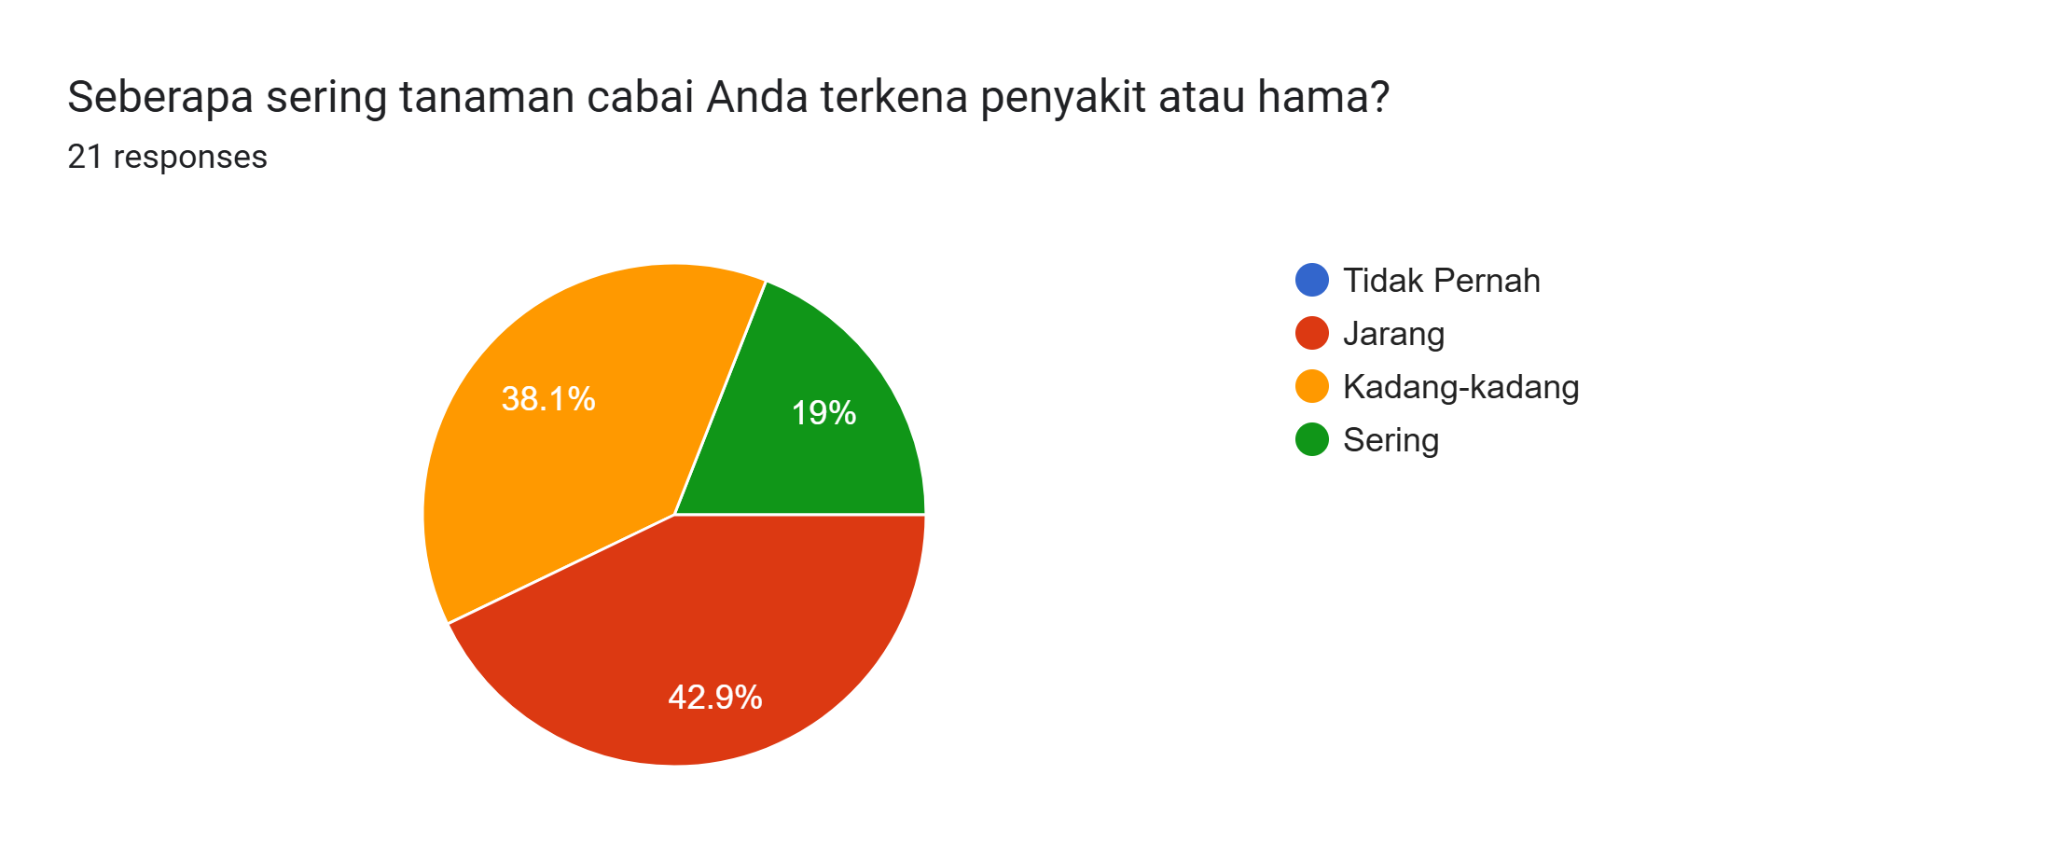 Seberapa sering tanaman cabai Anda terkena penyakit atau hama?
21 responses
38.1%
19%
42.9%
Tidak Pernah
Jarang
Kadang-kadang
Sering